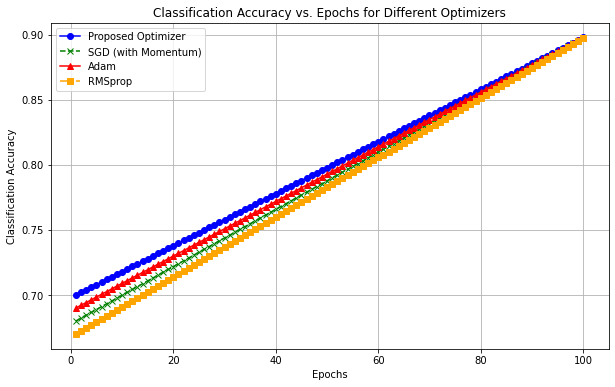 Classification Accuracy vs. Epochs for Different Optimizers
Proposed Optimizer
SGD (with Momentum)
Adam
RMSprop
Classification Accuracy
0.90
0.85
0.80
0.75
0.70
0
20
40
60
80
100
Epochs